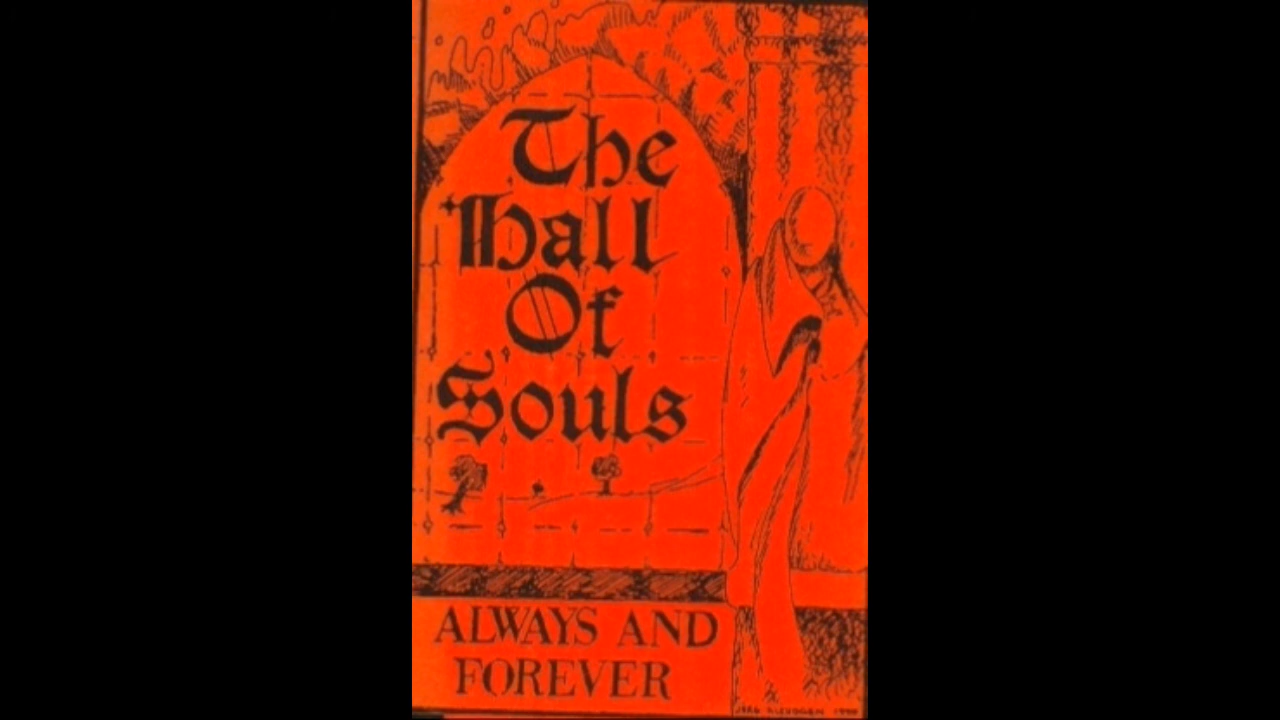 The
Hall
Of
Souls
ALWAYS AND
FOREVER